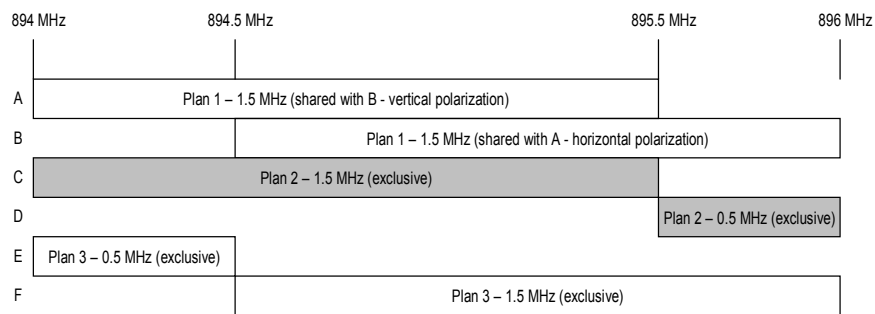 894 MHz 894.5 MHz 895.5 MHz 896 MHz
A Plan 1 – 1.5 MHz (shared with B - vertical polarization)
B Plan 1 – 1.5 MHz (shared with A - horizontal polarization)
C Plan 2 – 1.5 MHz (exclusive)
D Plan 2 – 0.5 MHz (exclusive)
E Plan 3 – 0.5 MHz (exclusive)
F Plan 3 – 1.5 MHz (exclusive)